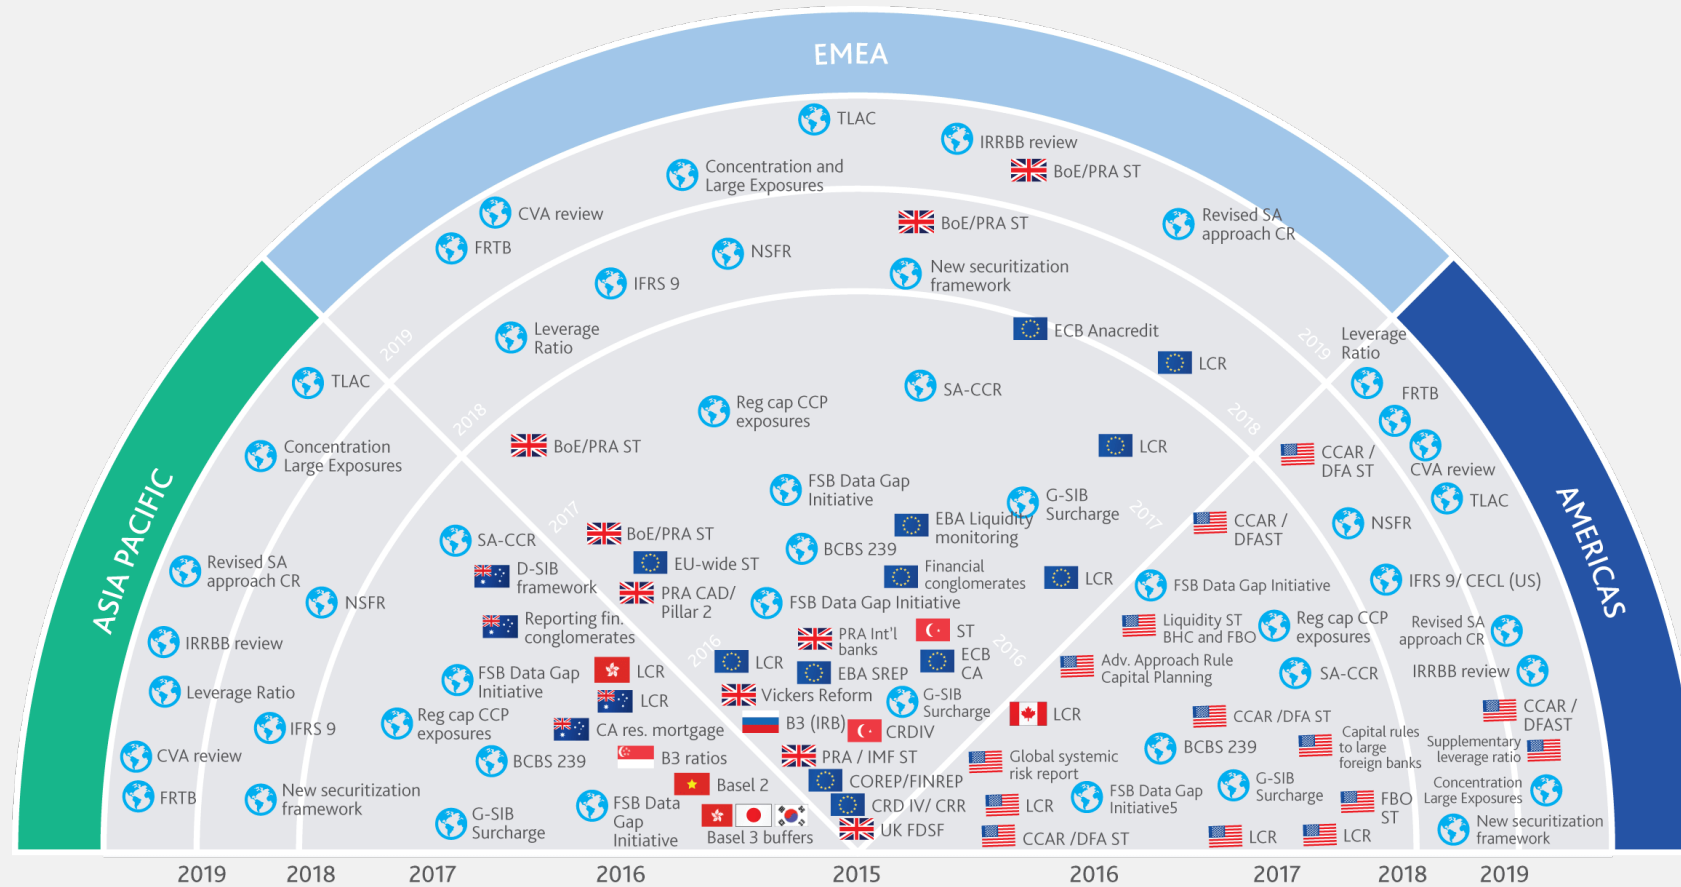 EMEA
TLAC
IRRBB review
BoE/PRA ST
Concentration and
Large Exposures
CVA review
FRTB
Revised SA
approach CR
BoE/PRA ST
NSFR
New securitization
framework
IFRS 9
Leverage
Ratio
ECB Anacredit
LCR
SA-CCR
Reg cap CCP
exposures
BoE/PRA ST
LCR
FSB Data Gap
Initiative
G-SIB
Surcharge
EBA Liquidity
monitoring
BoE/PRA ST
BCBS 239
EU-wide ST
Financial
conglomerates
LCR
PRA CAD/
Pillar 2
FSB Data Gap Initiative
PRA Int'l
banks
ST
LCR
EBA SREP
ECB
CA
Vickers Reform
G-SIB
Surcharge
B3 (IRB)
CRDIV
PRA / IMF ST
COREP/FINREP
CRD IV/ CRR
UK FDSF
2019
2018
2017
2016
2019
2018
2017
2016
ASIA PACIFIC
TLAC
Concentration
Large Exposures
Revised SA
approach CR
NSFR
IRRBB review
Leverage Ratio
IFRS 9
CVA review
FRTB
New securitization
framework
SA-CCR
D-SIB
framework
Reporting fin.
conglomerates
FSB Data Gap
Initiative
LCR
LCR
Reg cap CCP
exposures
CA res. mortgage
BCBS 239
B3 ratios
Basel 2
G-SIB
Surcharge
FSB Data
Gap
Initiative
Basel 3 buffers
AMERICAS
Leverage
Ratio
FRTB
CVA review
TLAC
CCAR /
DFA ST
NSFR
CCAR /
DFAST
FSB Data Gap Initiative
IFRS 9/ CECL (US)
Liquidity ST
BHC and FBO
Reg cap CCP
exposures
Revised SA
approach CR
Adv. Approach Rule
Capital Planning
SA-CCR
IRRBB review
LCR
CCAR /DFA ST
CCAR /
DFAST
BCBS 239
Capital rules
to large
foreign banks
Supplementary
leverage ratio
Global systemic
risk report
FSB Data Gap
Initiative5
G-SIB
Surcharge
Concentration
Large Exposures
LCR
FBO
ST
New securitization
framework
CCAR /DFA ST
LCR
LCR
2019
2018
2017
2016
2015
2016
2017
2018
2019